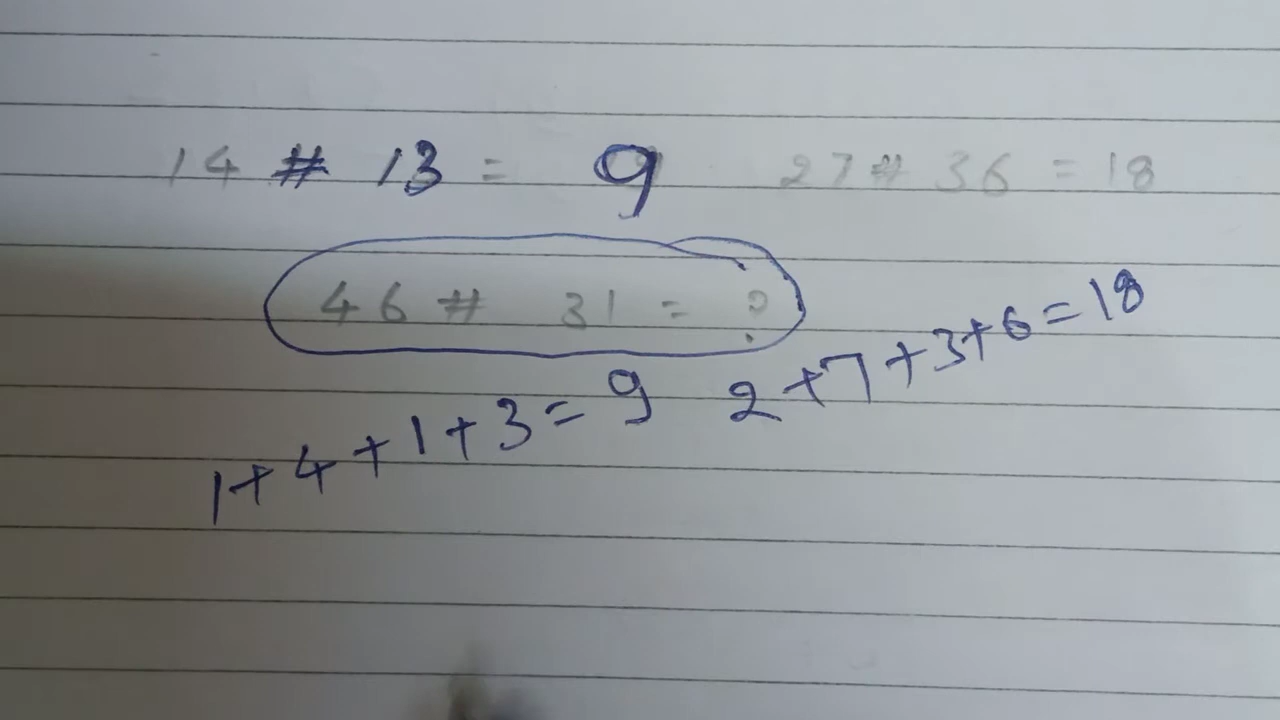 14 # 13 = 9 27 # 36 = 18
46 # 31 = ?
1+4+1+3=9 2+7+3+6=18